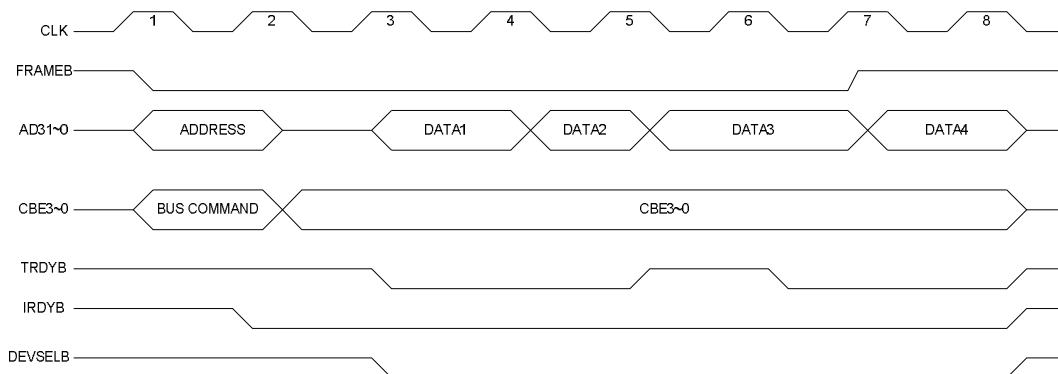 CLK 1 2 3 4 5 6 7 8
FRAMEB
AD31~0 ADDRESS DATA1 DATA2 DATA3 DATA4
CBE3~0 BUS COMMAND CBE3~0
TRDYB
IRDYB
DEVSELB